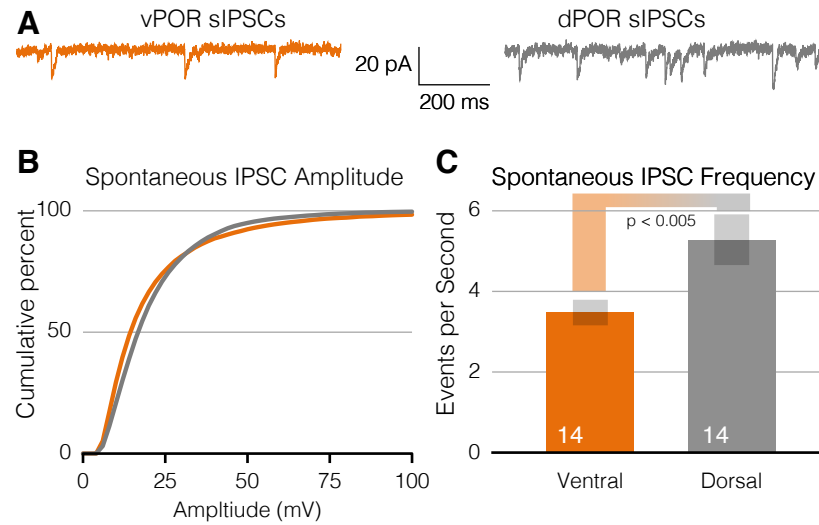 A
vPOR sIPSCs
dPOR sIPSCs
20 pA
200 ms
B
Spontaneous IPSC Amplitude
Cumulative percent
100
50
0
0 25 50 75 100
Ampltiude (mV)
C
Spontaneous IPSC Frequency
Events per Second
6
p < 0.005
4
2
0
14 14
Ventral Dorsal